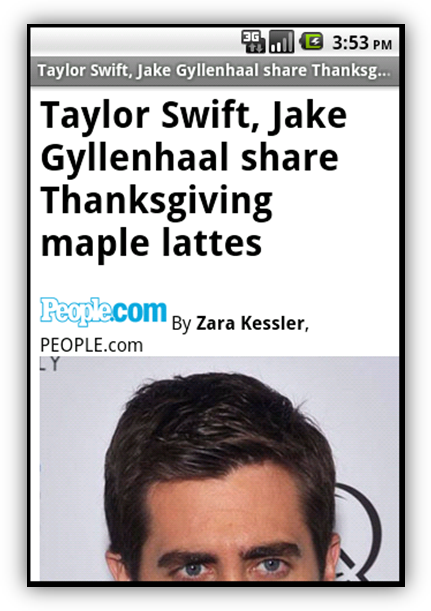 3G 3:53 PM
Taylor Swift, Jake Gyllenhaal share Thanksg...
Taylor Swift, Jake
Gyllenhaal share
Thanksgiving
maple lattes
People.com By Zara Kessler,
PEOPLE.com
LY